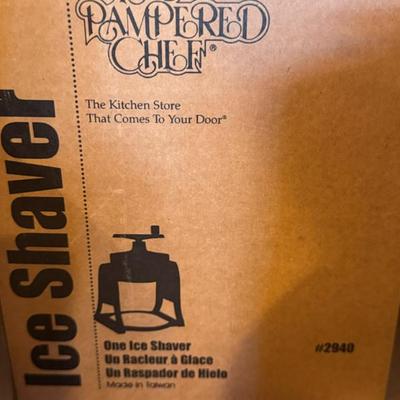 PAMPERED
CHEF®
The Kitchen Store
That Comes To Your Door®
Ice Shaver
One Ice Shaver
Un Racleur à Glace
Un Raspador de Hielo
Made in Taiwan
#2940